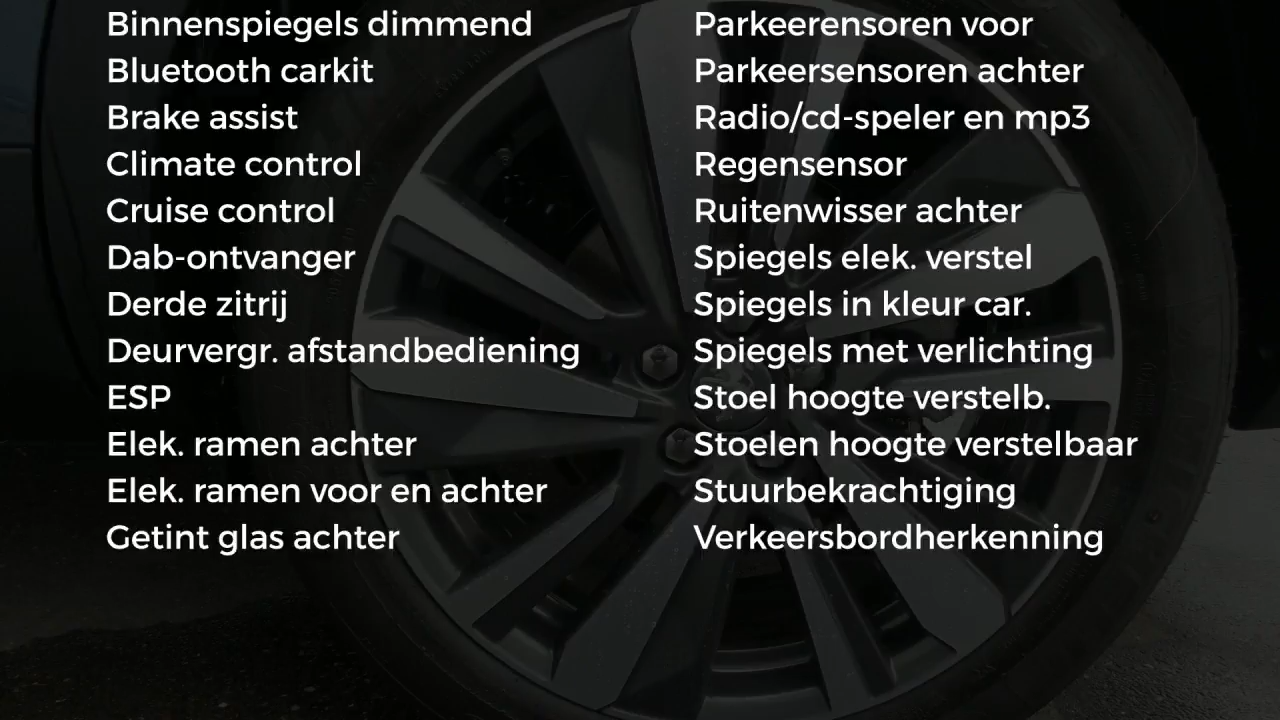 Binnenspiegels dimmend
Bluetooth carkit
Brake assist
Climate control
Cruise control
Dab-ontvanger
Derde zitrij
Deurvergr. afstandbediening
ESP
Elek. ramen achter
Elek. ramen voor en achter
Getint glas achter
Parkeerensoren voor
Parkeersensoren achter
Radio/cd-speler en mp3
Regensensor
Ruitenwisser achter
Spiegels elek. verstel
Spiegels in kleur car.
Spiegels met verlichting
Stoel hoogte verstelb.
Stoelen hoogte verstelbaar
Stuurbekrachtiging
Verkeersbordherkenning